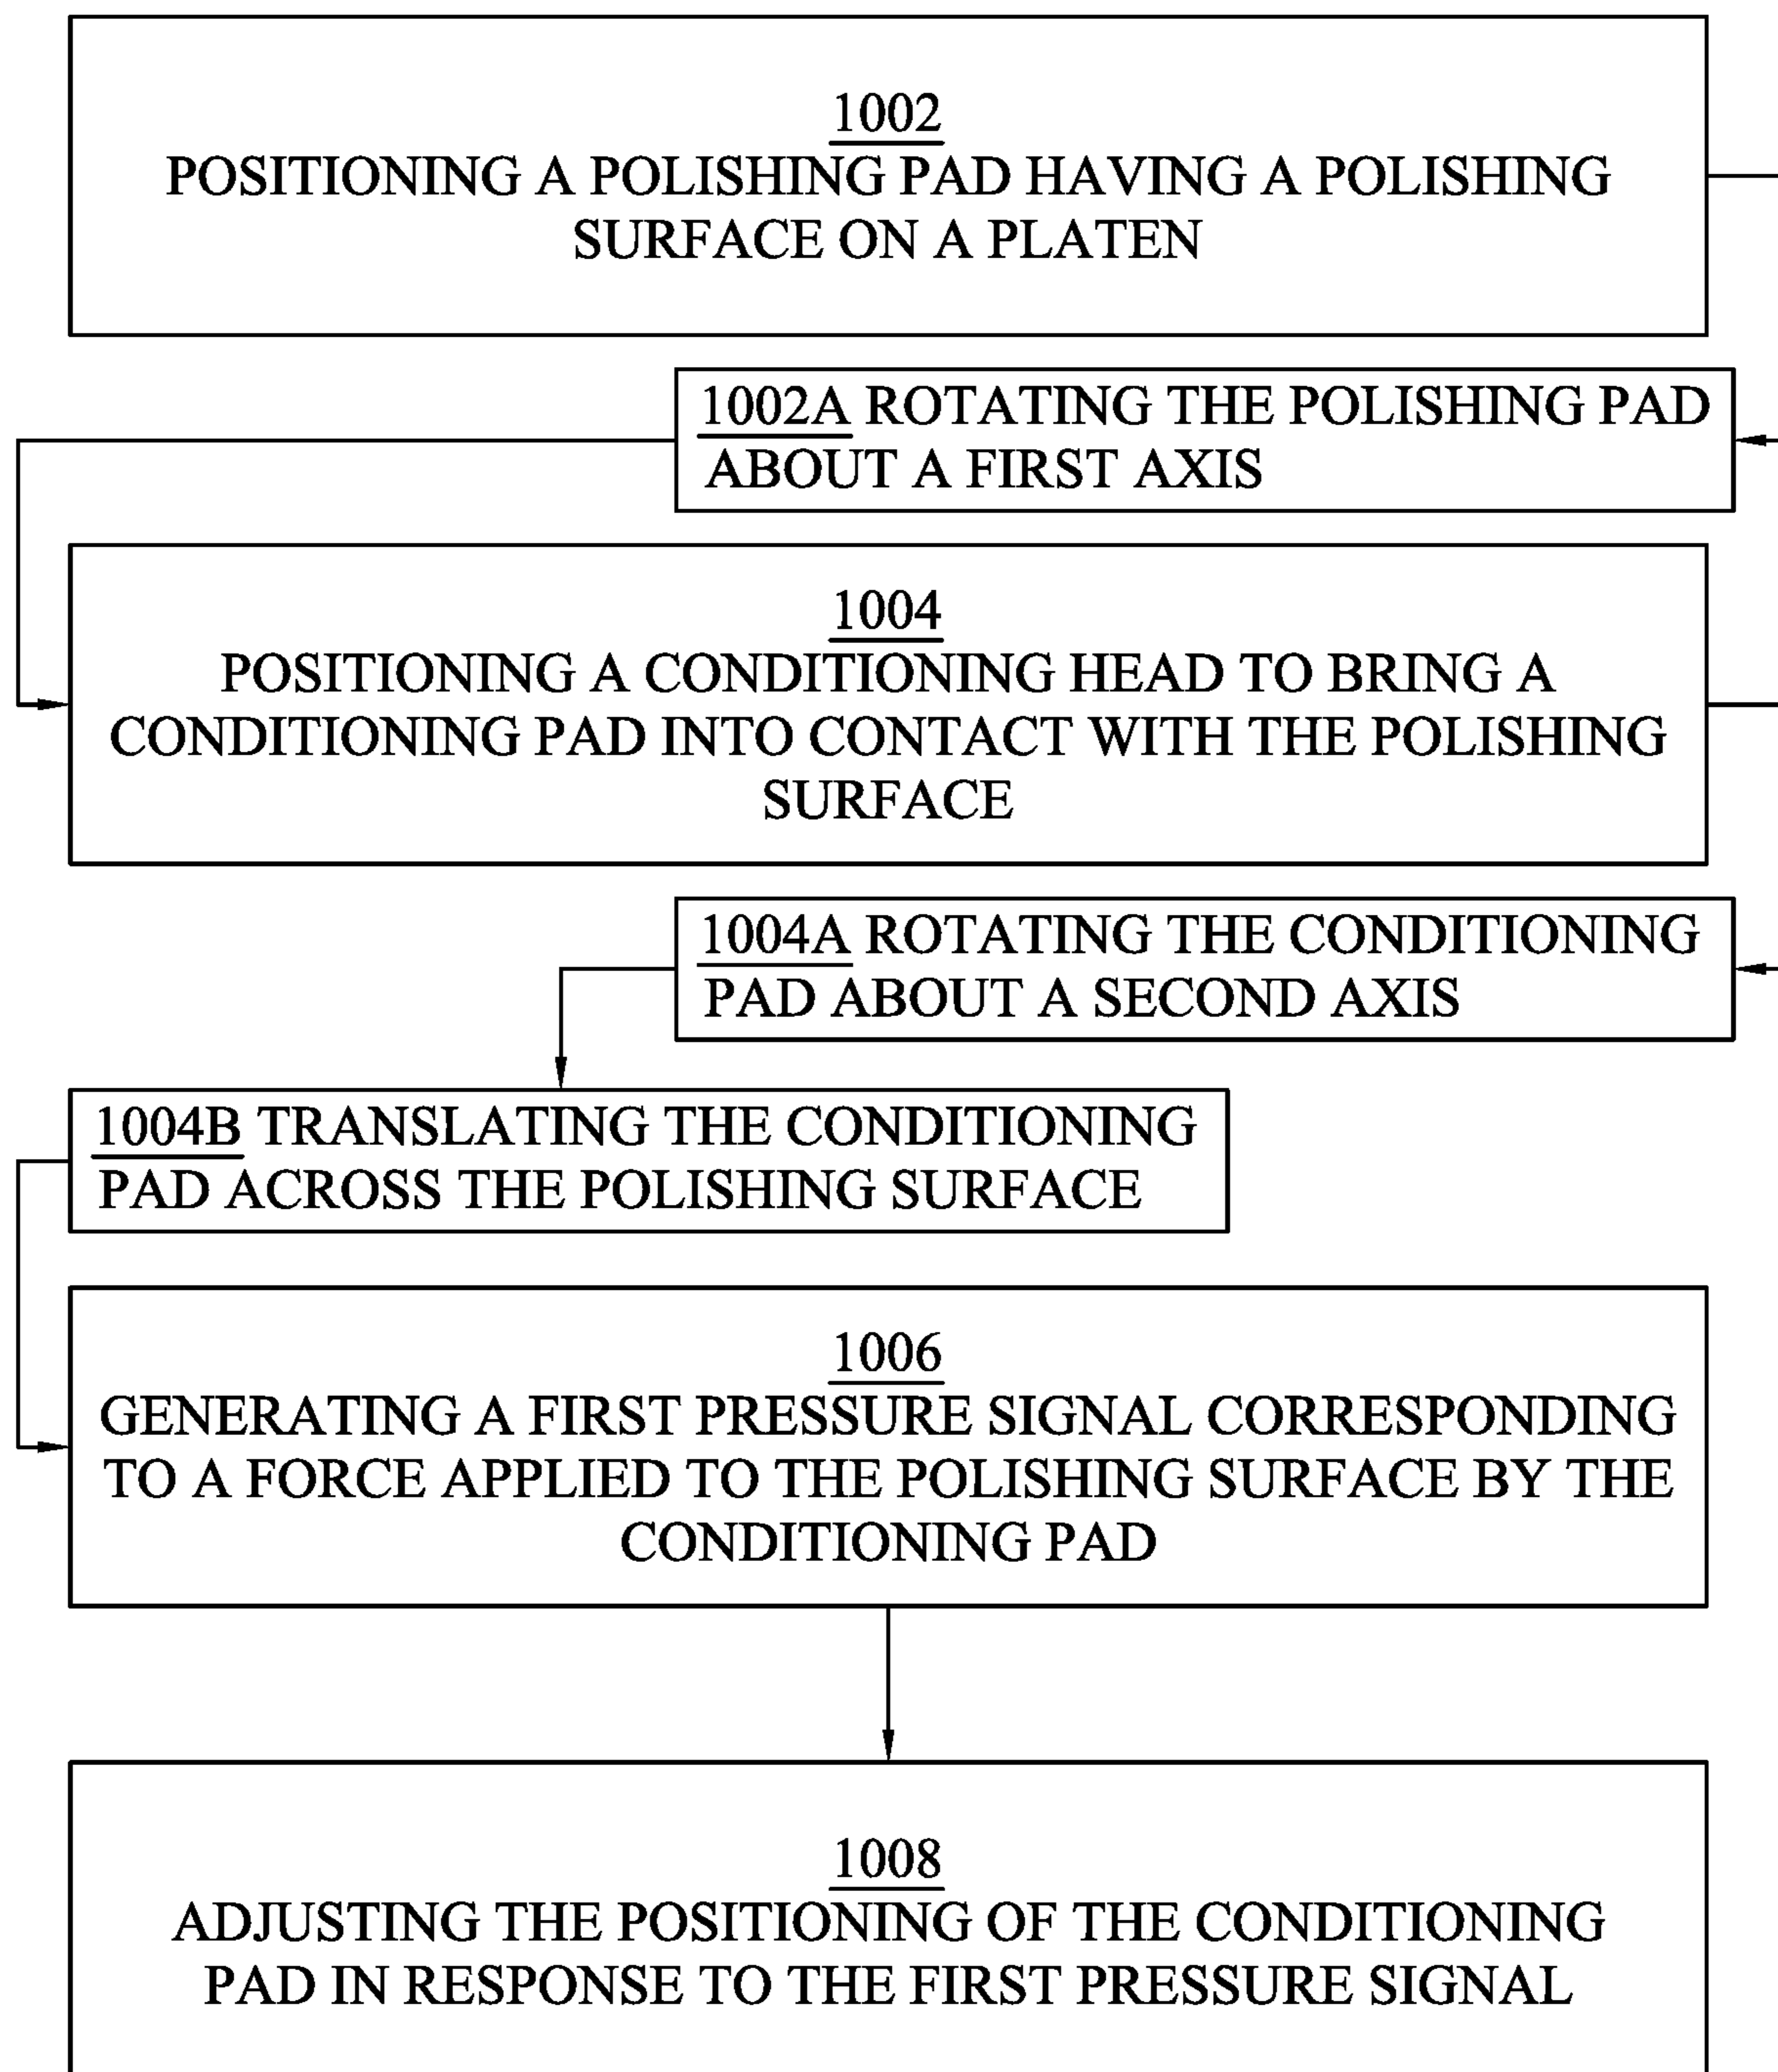 1002
POSITIONING A POLISHING PAD HAVING A POLISHING
SURFACE ON A PLATEN
1002A ROTATING THE POLISHING PAD
ABOUT A FIRST AXIS
1004
POSITIONING A CONDITIONING HEAD TO BRING A
CONDITIONING PAD INTO CONTACT WITH THE POLISHING
SURFACE
1004A ROTATING THE CONDITIONING
PAD ABOUT A SECOND AXIS
1004B TRANSLATING THE CONDITIONING
PAD ACROSS THE POLISHING SURFACE
1006
GENERATING A FIRST PRESSURE SIGNAL CORRESPONDING
TO A FORCE APPLIED TO THE POLISHING SURFACE BY THE
CONDITIONING PAD
1008
ADJUSTING THE POSITIONING OF THE CONDITIONING
PAD IN RESPONSE TO THE FIRST PRESSURE SIGNAL